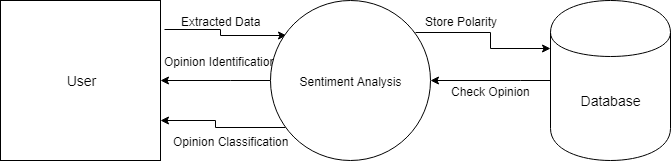 Extracted Data
Store Polarity
Opinion Identification
User
Sentiment Analysis
Check Opinion
Database
Opinion Classification